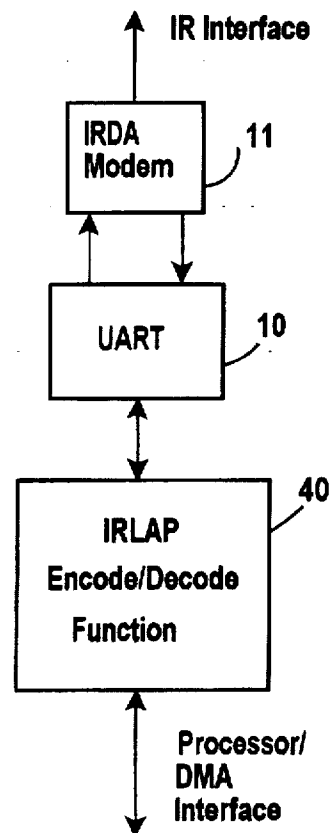 IR Interface
IRDA
Modem
11
UART
10
40
IRLAP
Encode/Decode
Function
Processor/
DMA
Interface